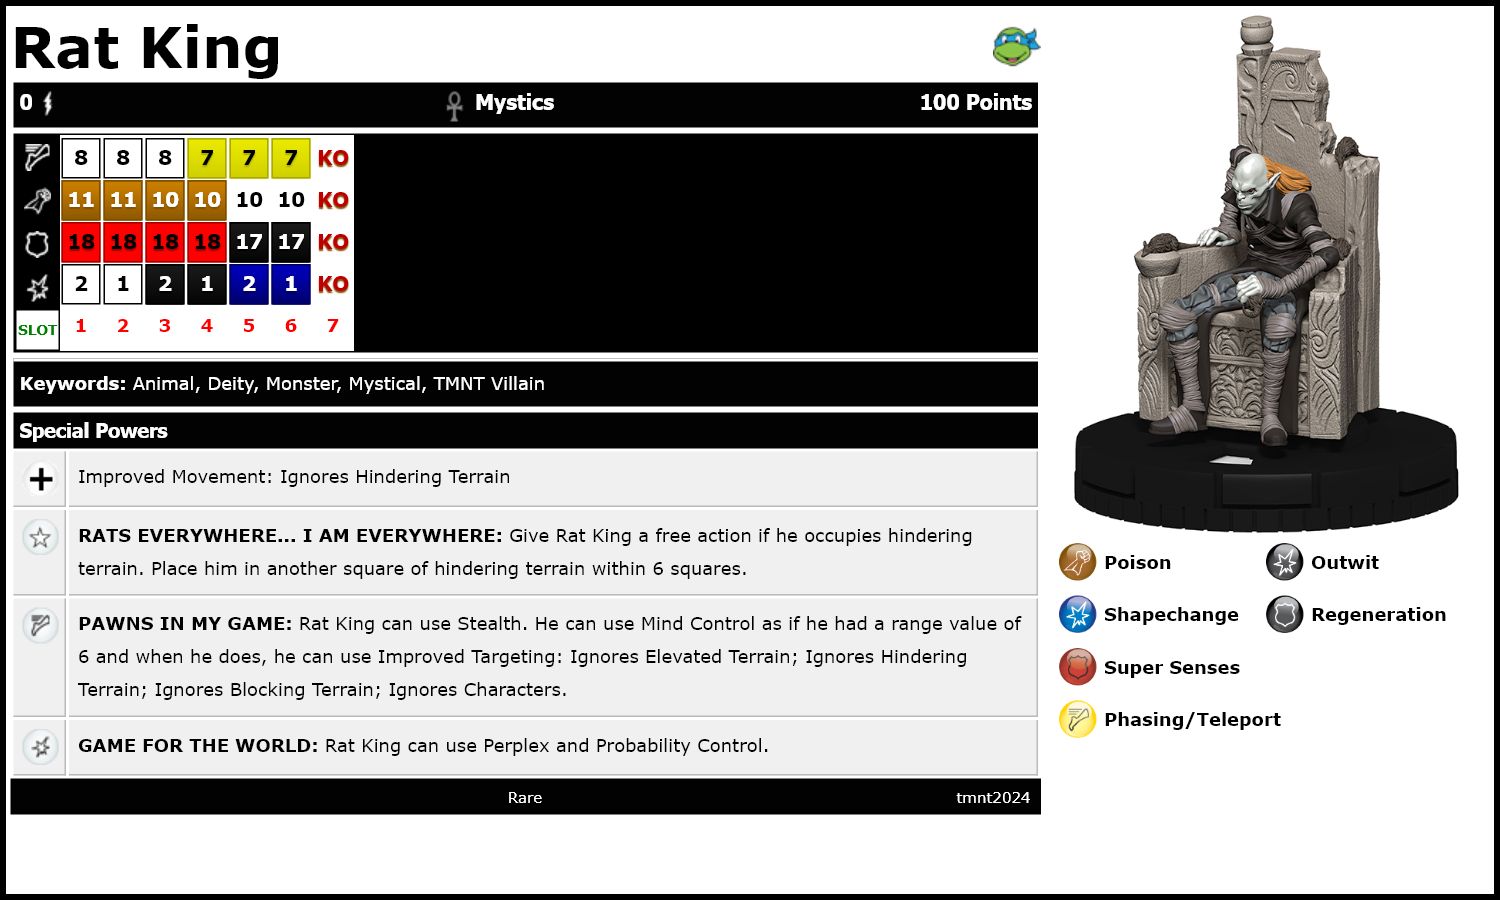 Rat King
0 Mystics 100 Points
8 8 8 7 7 7 KO
11 11 10 10 10 10 KO
18 18 18 18 17 17 KO
2 1 2 1 2 1 KO
SLOT 1 2 3 4 5 6 7
Keywords: Animal, Deity, Monster, Mystical, TMNT Villain
Special Powers
Improved Movement: Ignores Hindering Terrain
RATS EVERYWHERE... I AM EVERYWHERE: Give Rat King a free action if he occupies hindering
terrain. Place him in another square of hindering terrain within 6 squares.
PAWNS IN MY GAME: Rat King can use Stealth. He can use Mind Control as if he had a range value of
6 and when he does, he can use Improved Targeting: Ignores Elevated Terrain; Ignores Hindering
Terrain; Ignores Blocking Terrain; Ignores Characters.
GAME FOR THE WORLD: Rat King can use Perplex and Probability Control.
Rare tmnt2024
Poison Outwit
Shapechange Regeneration
Super Senses
Phasing/Teleport